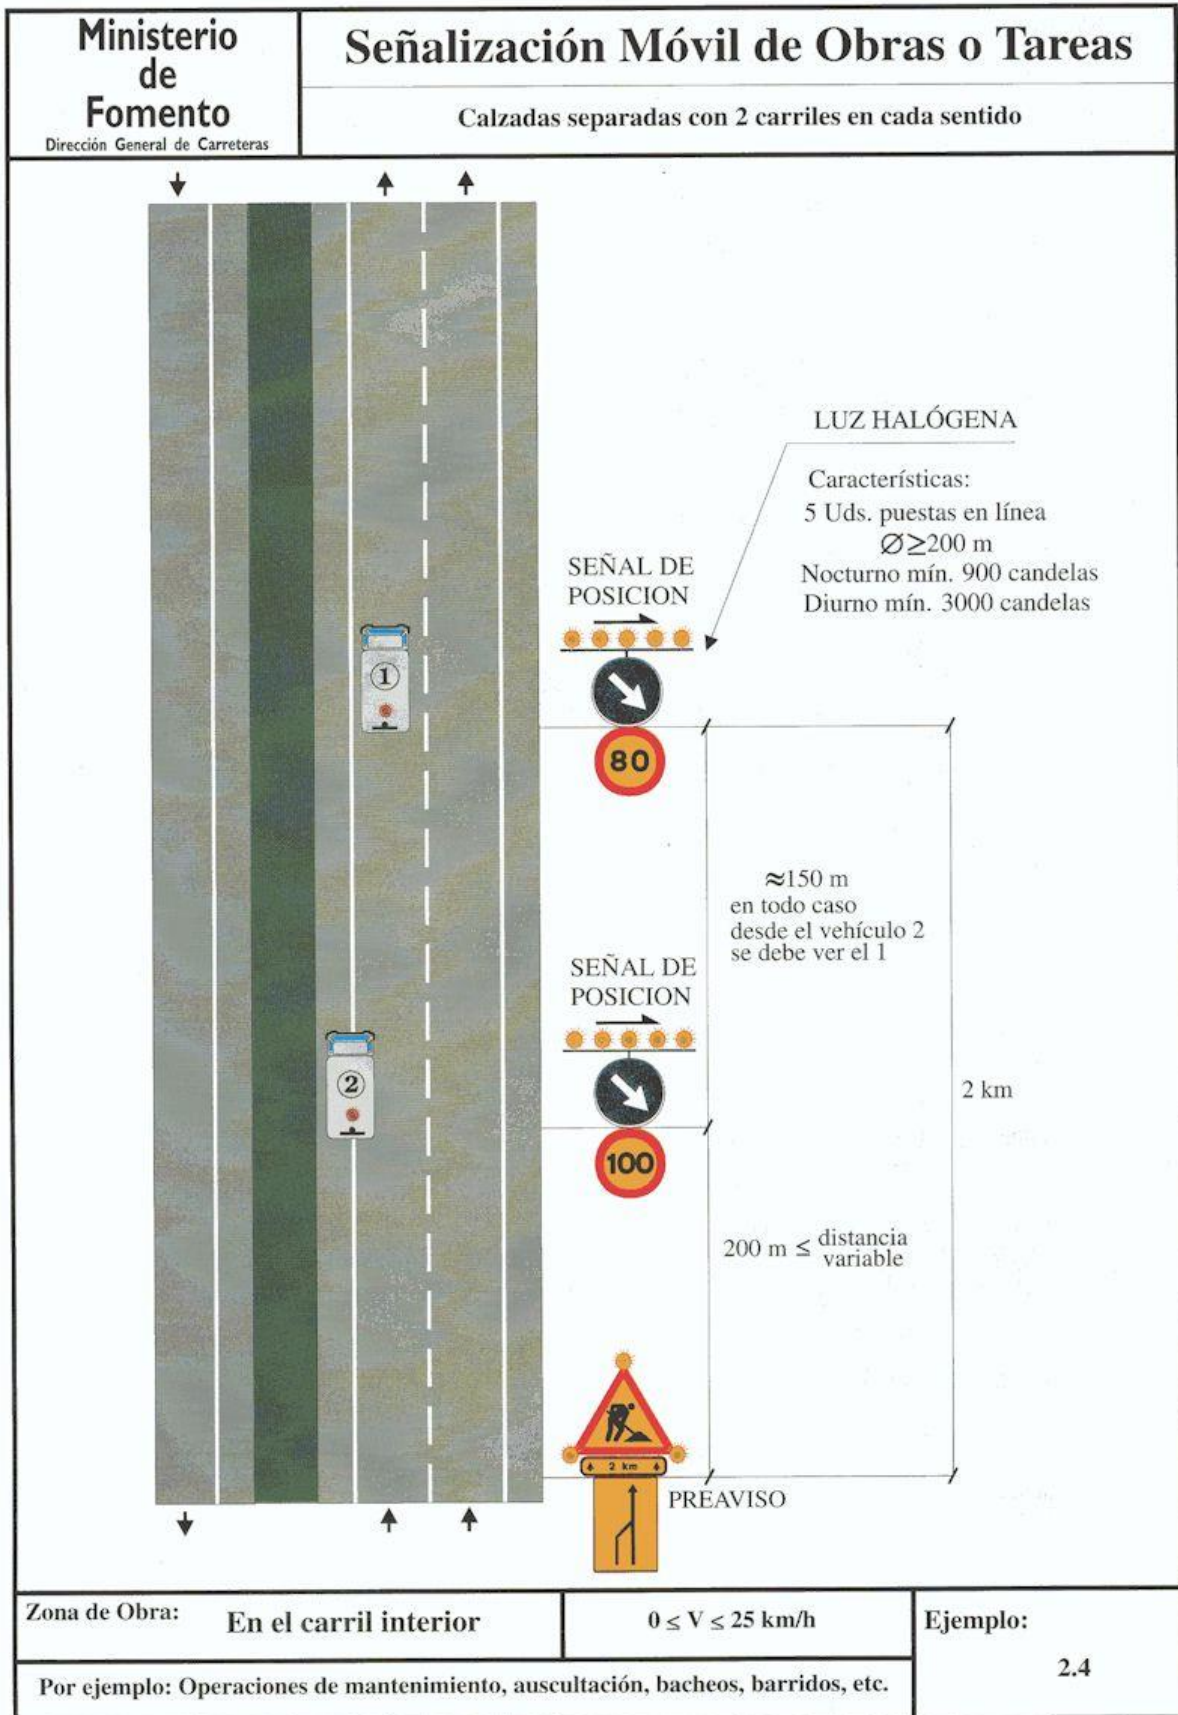 Ministerio
de
Fomento
Dirección General de Carreteras
Señalización Móvil de Obras o Tareas
Calzadas separadas con 2 carriles en cada sentido
LUZ HALÓGENA
Característícas:
5 Uds. puestas en línea
Ø≥200 m
Nocturno mín. 900 candelas
Diurno mín. 3000 candelas
SEÑAL DE
POSICION
1
80
≈150 m
en todo caso
desde el vehículo 2
se debe ver el 1
SEÑAL DE
POSICION
2
100
2 km
200 m ≤ distancia
variable
2 km
PREAVISO
Zona de Obra: En el carril interior
0 ≤ V ≤ 25 km/h
Ejemplo:
2.4
Por ejemplo: Operaciones de mantenimiento, auscultación, bacheos, barridos, etc.